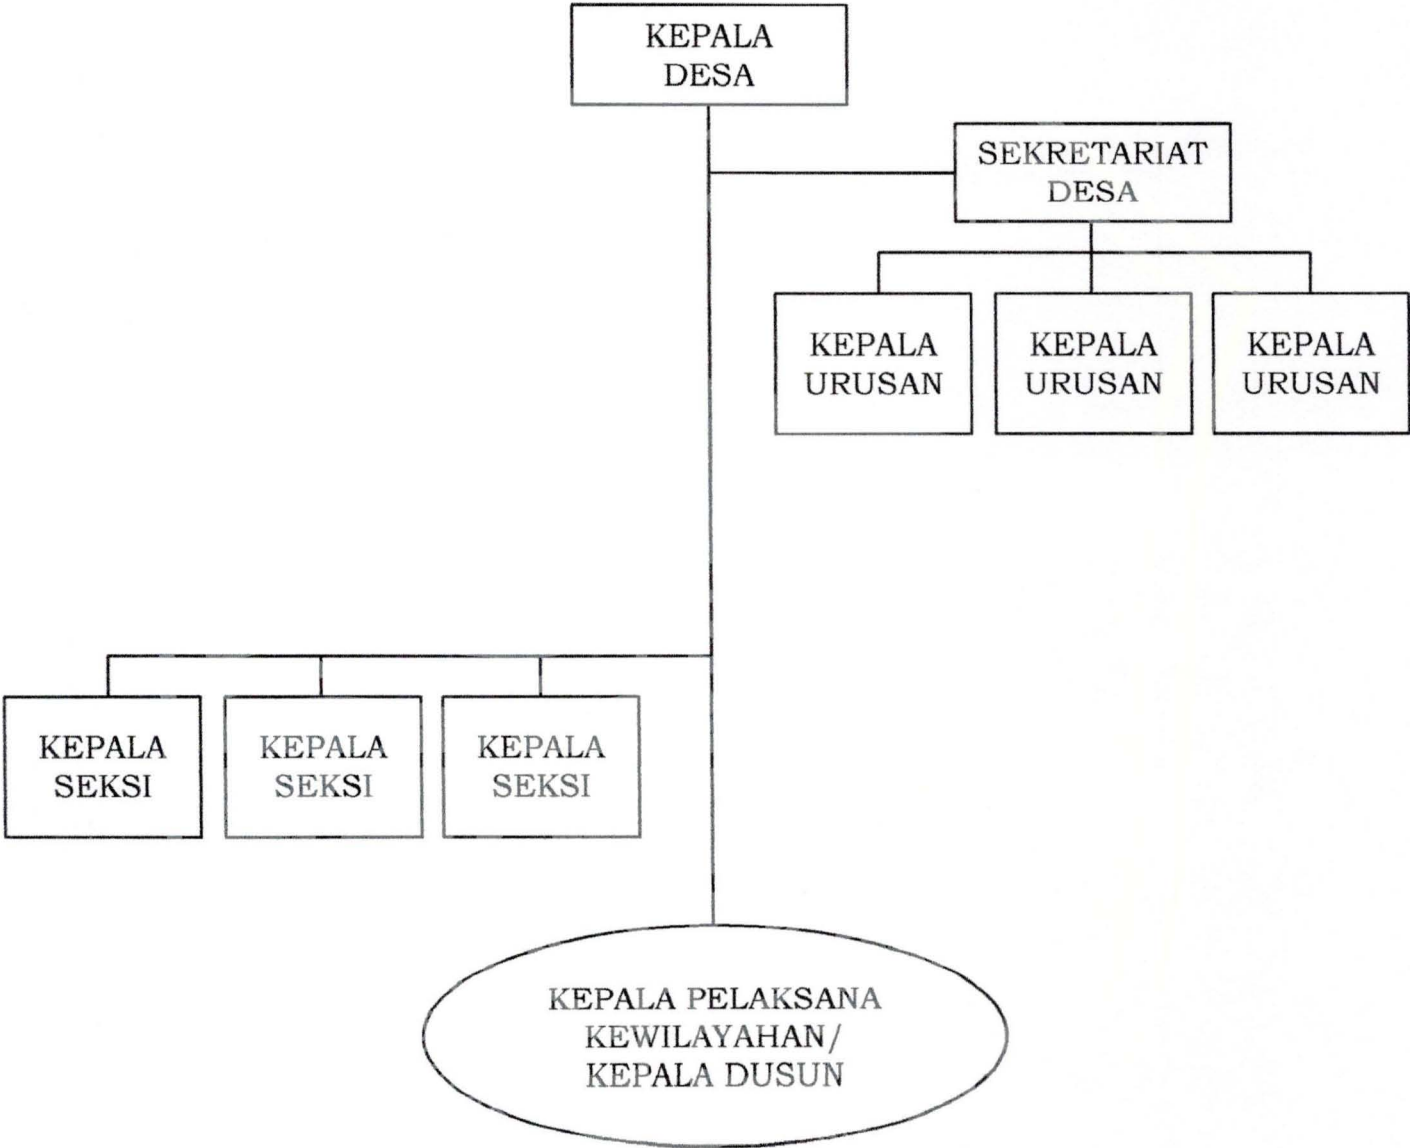 KEPALA
DESA
SEKRETARIAT
DESA
KEPALA
URUSAN
KEPALA
URUSAN
KEPALA
URUSAN
KEPALA
SEKSI
KEPALA
SEKSI
KEPALA
SEKSI
KEPALA PELAKSANA
KEWILAYAHAN/
KEPALA DUSUN